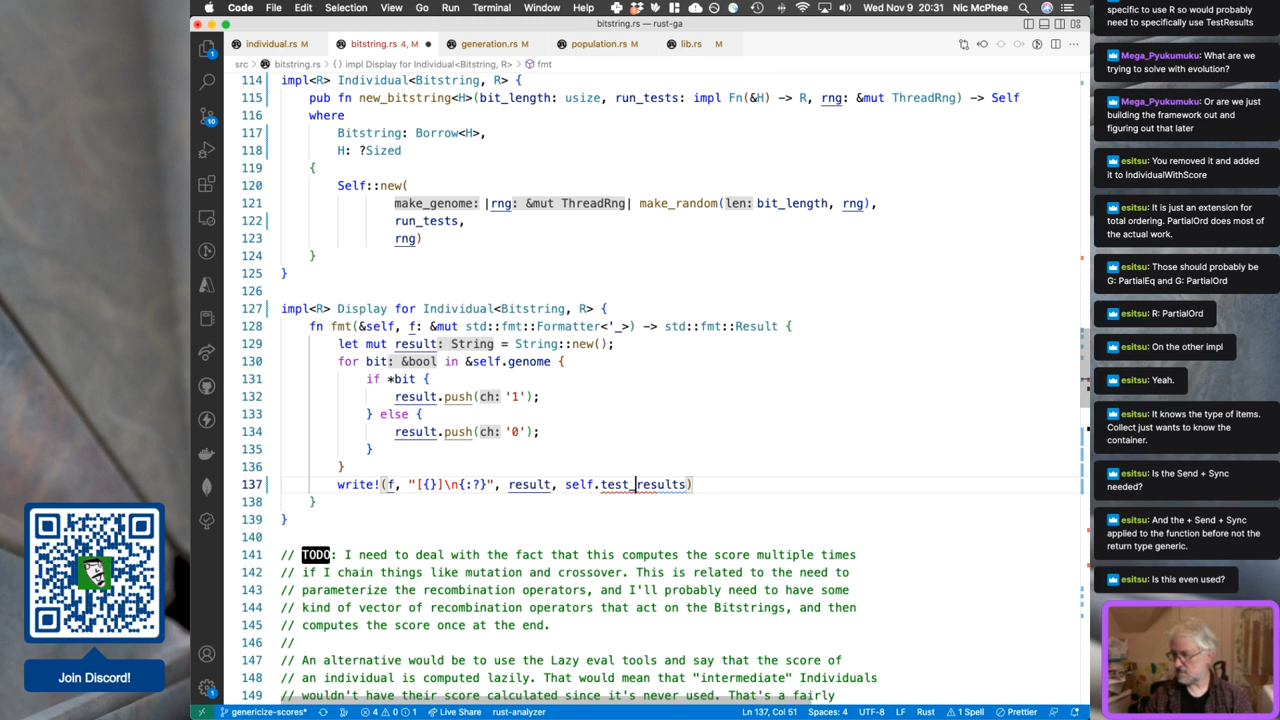 Code File Edit Selection View Go Run Terminal Window Help Wed Nov 9 20:31 Nic McPhee
bitstring.rs — rust-ga
individual.rs M bitstring.rs 4, M generation.rs M population.rs M lib.rs M
src > bitstring.rs > {} impl Display for Individual<Bitstring, R> > fmt
114 impl<R> Individual<Bitstring, R> {
115 pub fn new_bitstring<H>(bit_length: usize, run_tests: impl Fn(&H) -> R, rng: &mut ThreadRng) -> Self
116 where
117 Bitstring: Borrow<H>,
118 H: ?Sized
119 {
120 Self::new(
121 make_genome: |rng: &mut ThreadRng| make_random(len: bit_length, rng),
122 run_tests,
123 rng)
124 }
125 }
126
127 impl<R> Display for Individual<Bitstring, R> {
128 fn fmt(&self, f: &mut std::fmt::Formatter<'_>) -> std::fmt::Result {
129 let mut result: String = String::new();
130 for bit: &bool in &self.genome {
131 if *bit {
132 result.push(ch: '1');
133 } else {
134 result.push(ch: '0');
135 }
136 }
137 write!(f, "[{}]\n{:?}", result, self.test_results)
138 }
139 }
140
141 // TODO: I need to deal with the fact that this computes the score multiple times
142 // if I chain things like mutation and crossover. This is related to the need to
143 // parameterize the recombination operators, and I'll probably need to have some
144 // kind of vector of recombination operators that act on the Bitstrings, and then
145 // computes the score once at the end.
146 //
147 // An alternative would be to use the Lazy eval tools and say that the score of
148 // an individual is computed lazily. That would mean that "intermediate" Individuals
149 // wouldn't have their score calculated since it's never used. That's a fairly
genericize-scores* 4 0 1 Live Share rust-analyzer Ln 137, Col 51 Spaces: 4 UTF-8 LF Rust 1 Spell Prettier
1
10
1
Join Discord!
specific to use R so would probably
need to specifically use TestResults
Mega_Pyukumuku: What are we
trying to solve with evolution?
Mega_Pyukumuku: Or are we just
building the framework out and
figuring out that later
esitsu: You removed it and added
it to IndividualWithScore
esitsu: It is just an extension for
total ordering. PartialOrd does most of
the actual work.
esitsu: Those should probably be
G: PartialEq and G: PartialOrd
esitsu: R: PartialOrd
esitsu: On the other impl
esitsu: Yeah.
esitsu: It knows the type of items.
Collect just wants to know the
container.
esitsu: Is the Send + Sync
needed?
esitsu: And the + Send + Sync
applied to the function before not the
return type generic.
esitsu: Is this even used?